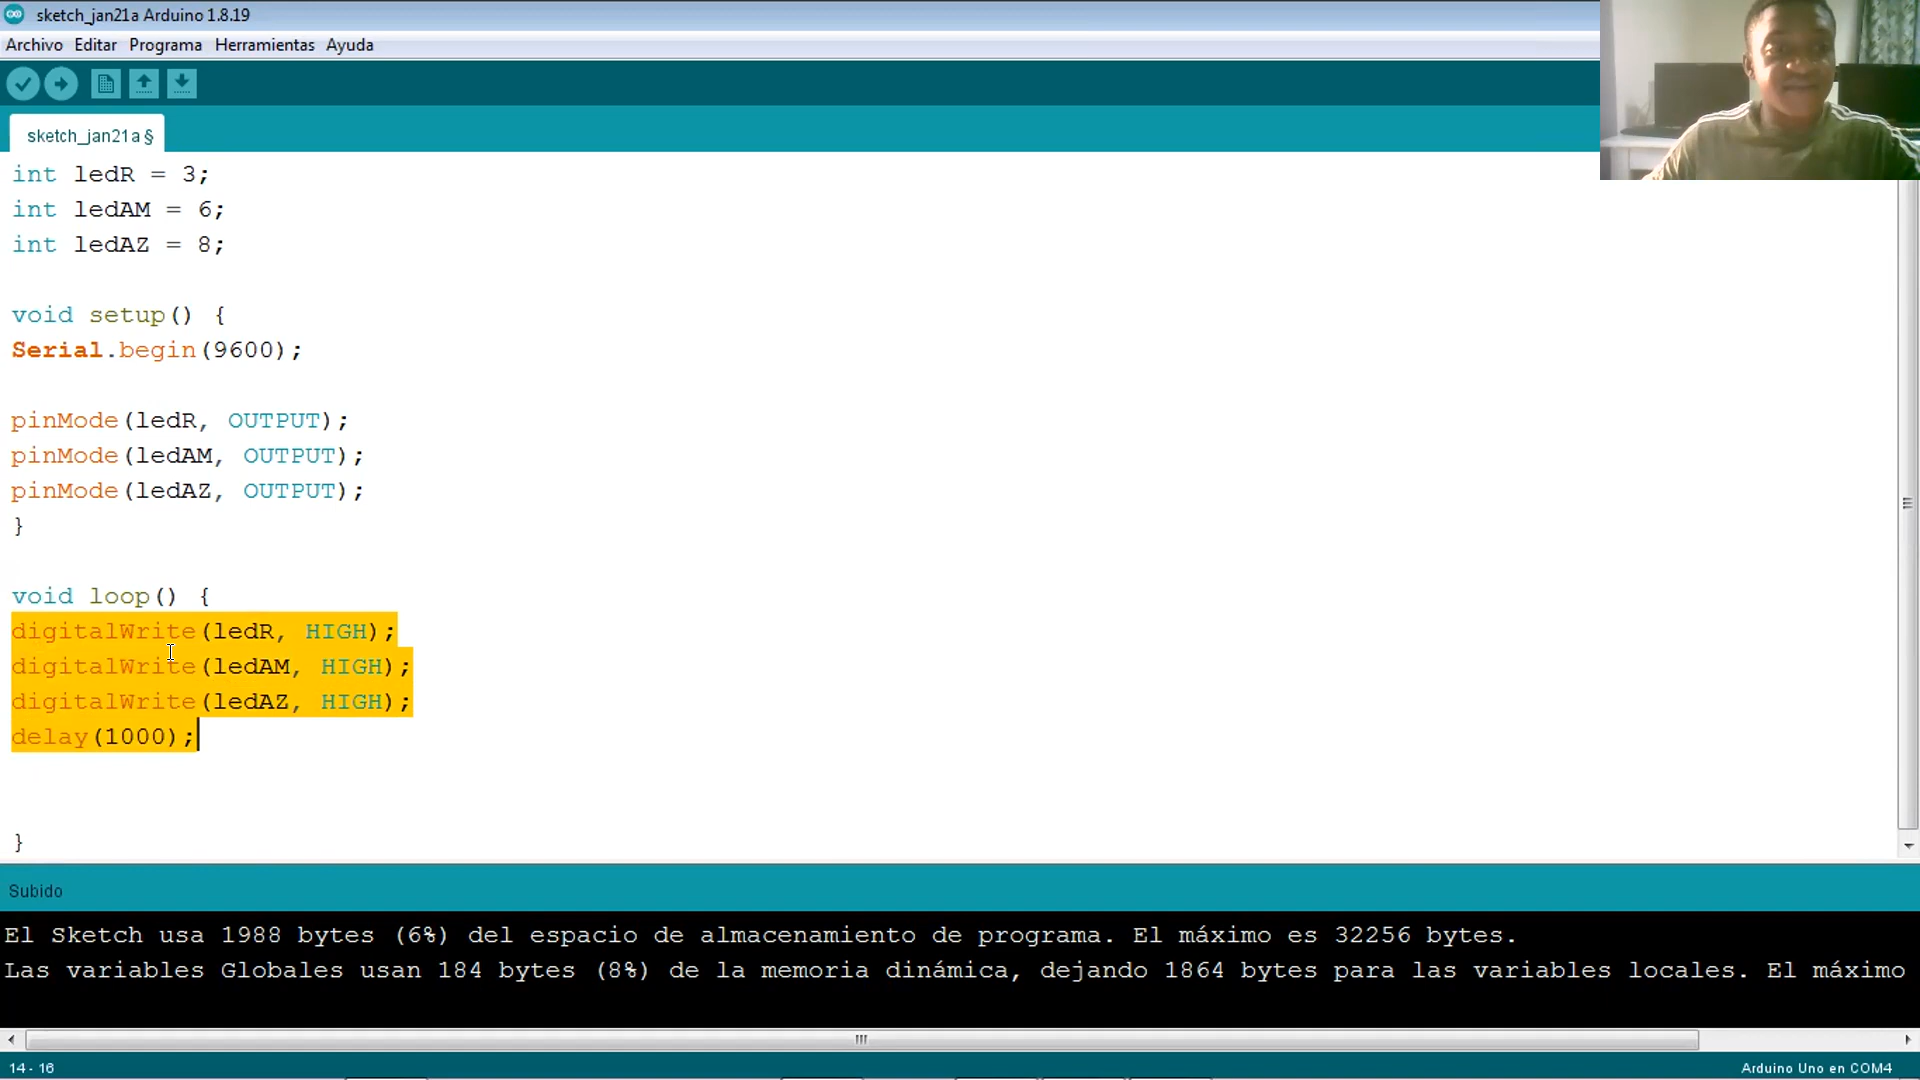 sketch_jan21a Arduino 1.8.19
Archivo Editar Programa Herramientas Ayuda
sketch_jan21a §
int ledR = 3;
int ledAM = 6;
int ledAZ = 8;
void setup() {
Serial.begin(9600);
pinMode(ledR, OUTPUT);
pinMode(ledAM, OUTPUT);
pinMode(ledAZ, OUTPUT);
}
void loop() {
digitalWrite(ledR, HIGH);
digitalWrite(ledAM, HIGH);
digitalWrite(ledAZ, HIGH);
delay(1000);
}
Subido
El Sketch usa 1988 bytes (6%) del espacio de almacenamiento de programa. El máximo es 32256 bytes.
Las variables Globales usan 184 bytes (8%) de la memoria dinámica, dejando 1864 bytes para las variables locales. El máximo
14 - 16
Arduino Uno en COM4